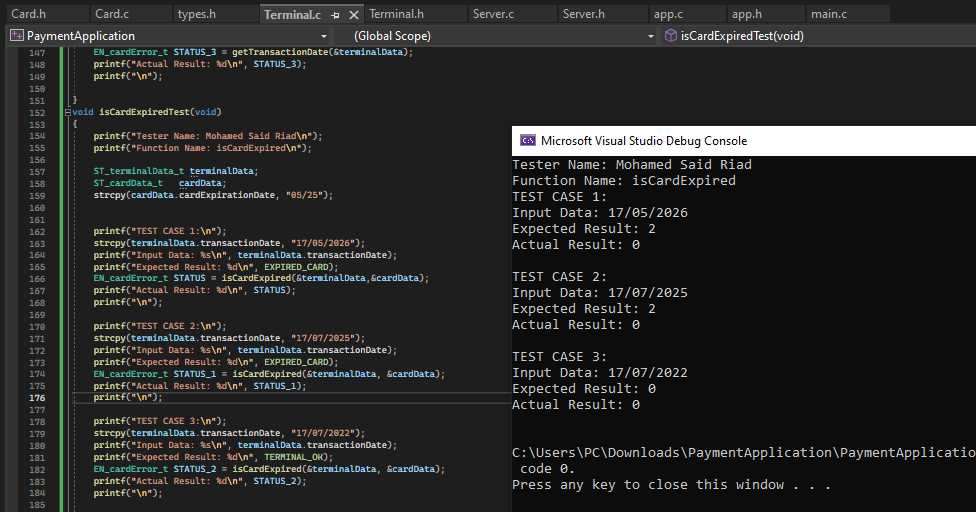 Card.h Card.c types.h Terminal.c Terminal.h Server.c Server.h app.c app.h main.c
PaymentApplication (Global Scope) isCardExpiredTest(void)
147 EN_cardError_t STATUS_3 = getTransactionDate(&terminalData);
148 printf("Actual Result: %d\n", STATUS_3);
149 printf("\n");
150
151 }
152 void isCardExpiredTest(void)
153 {
154 printf("Tester Name: Mohamed Said Riad\n");
155 printf("Function Name: isCardExpired\n");
156
157 ST_terminalData_t terminalData;
158 ST_cardData_t cardData;
159 strcpy(cardData.cardExpirationDate, "05/25");
160
161
162 printf("TEST CASE 1:\n");
163 strcpy(terminalData.transactionDate, "17/05/2026");
164 printf("Input Data: %s\n", terminalData.transactionDate);
165 printf("Expected Result: %d\n", EXPIRED_CARD);
166 EN_cardError_t STATUS = isCardExpired(&terminalData,&cardData);
167 printf("Actual Result: %d\n", STATUS);
168 printf("\n");
169
170 printf("TEST CASE 2:\n");
171 strcpy(terminalData.transactionDate, "17/07/2025");
172 printf("Input Data: %s\n", terminalData.transactionDate);
173 printf("Expected Result: %d\n", EXPIRED_CARD);
174 EN_cardError_t STATUS_1 = isCardExpired(&terminalData, &cardData);
175 printf("Actual Result: %d\n", STATUS_1);
176 printf("\n");
177
178 printf("TEST CASE 3:\n");
179 strcpy(terminalData.transactionDate, "17/07/2022");
180 printf("Input Data: %s\n", terminalData.transactionDate);
181 printf("Expected Result: %d\n", TERMINAL_OK);
182 EN_cardError_t STATUS_2 = isCardExpired(&terminalData, &cardData);
183 printf("Actual Result: %d\n", STATUS_2);
184 printf("\n");
185
Microsoft Visual Studio Debug Console
Tester Name: Mohamed Said Riad
Function Name: isCardExpired
TEST CASE 1:
Input Data: 17/05/2026
Expected Result: 2
Actual Result: 0
TEST CASE 2:
Input Data: 17/07/2025
Expected Result: 2
Actual Result: 0
TEST CASE 3:
Input Data: 17/07/2022
Expected Result: 0
Actual Result: 0
C:\Users\PC\Downloads\PaymentApplication\PaymentApplicatio
code 0.
Press any key to close this window . . .